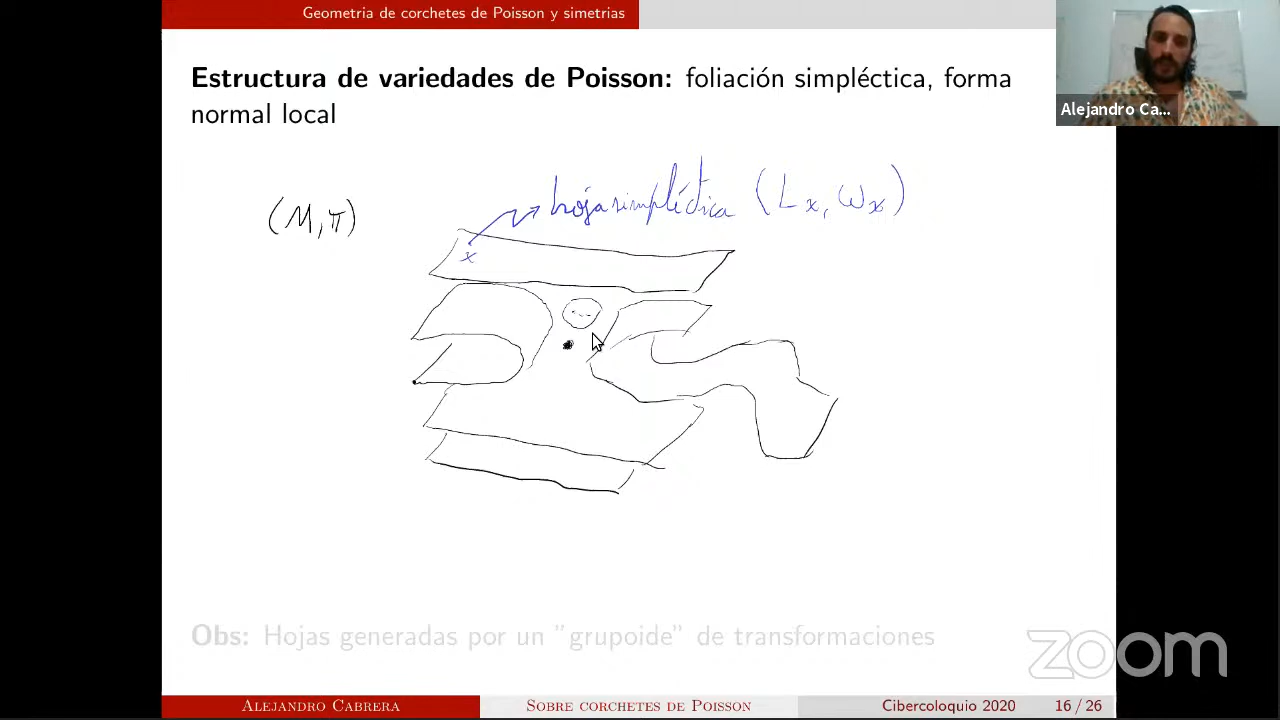 Geometria de corchetes de Poisson y simetrias
Estructura de variedades de Poisson: foliación simpléctica, forma
normal local
Alejandro Ca...
hoja simpléctica (Lx, ωx)
(M, π)
x
Obs: Hojas generadas por un "grupoide" de transformaciones
zoom
Alejandro Cabrera
Sobre corchetes de Poisson
Cibercoloquio 2020
16 / 26